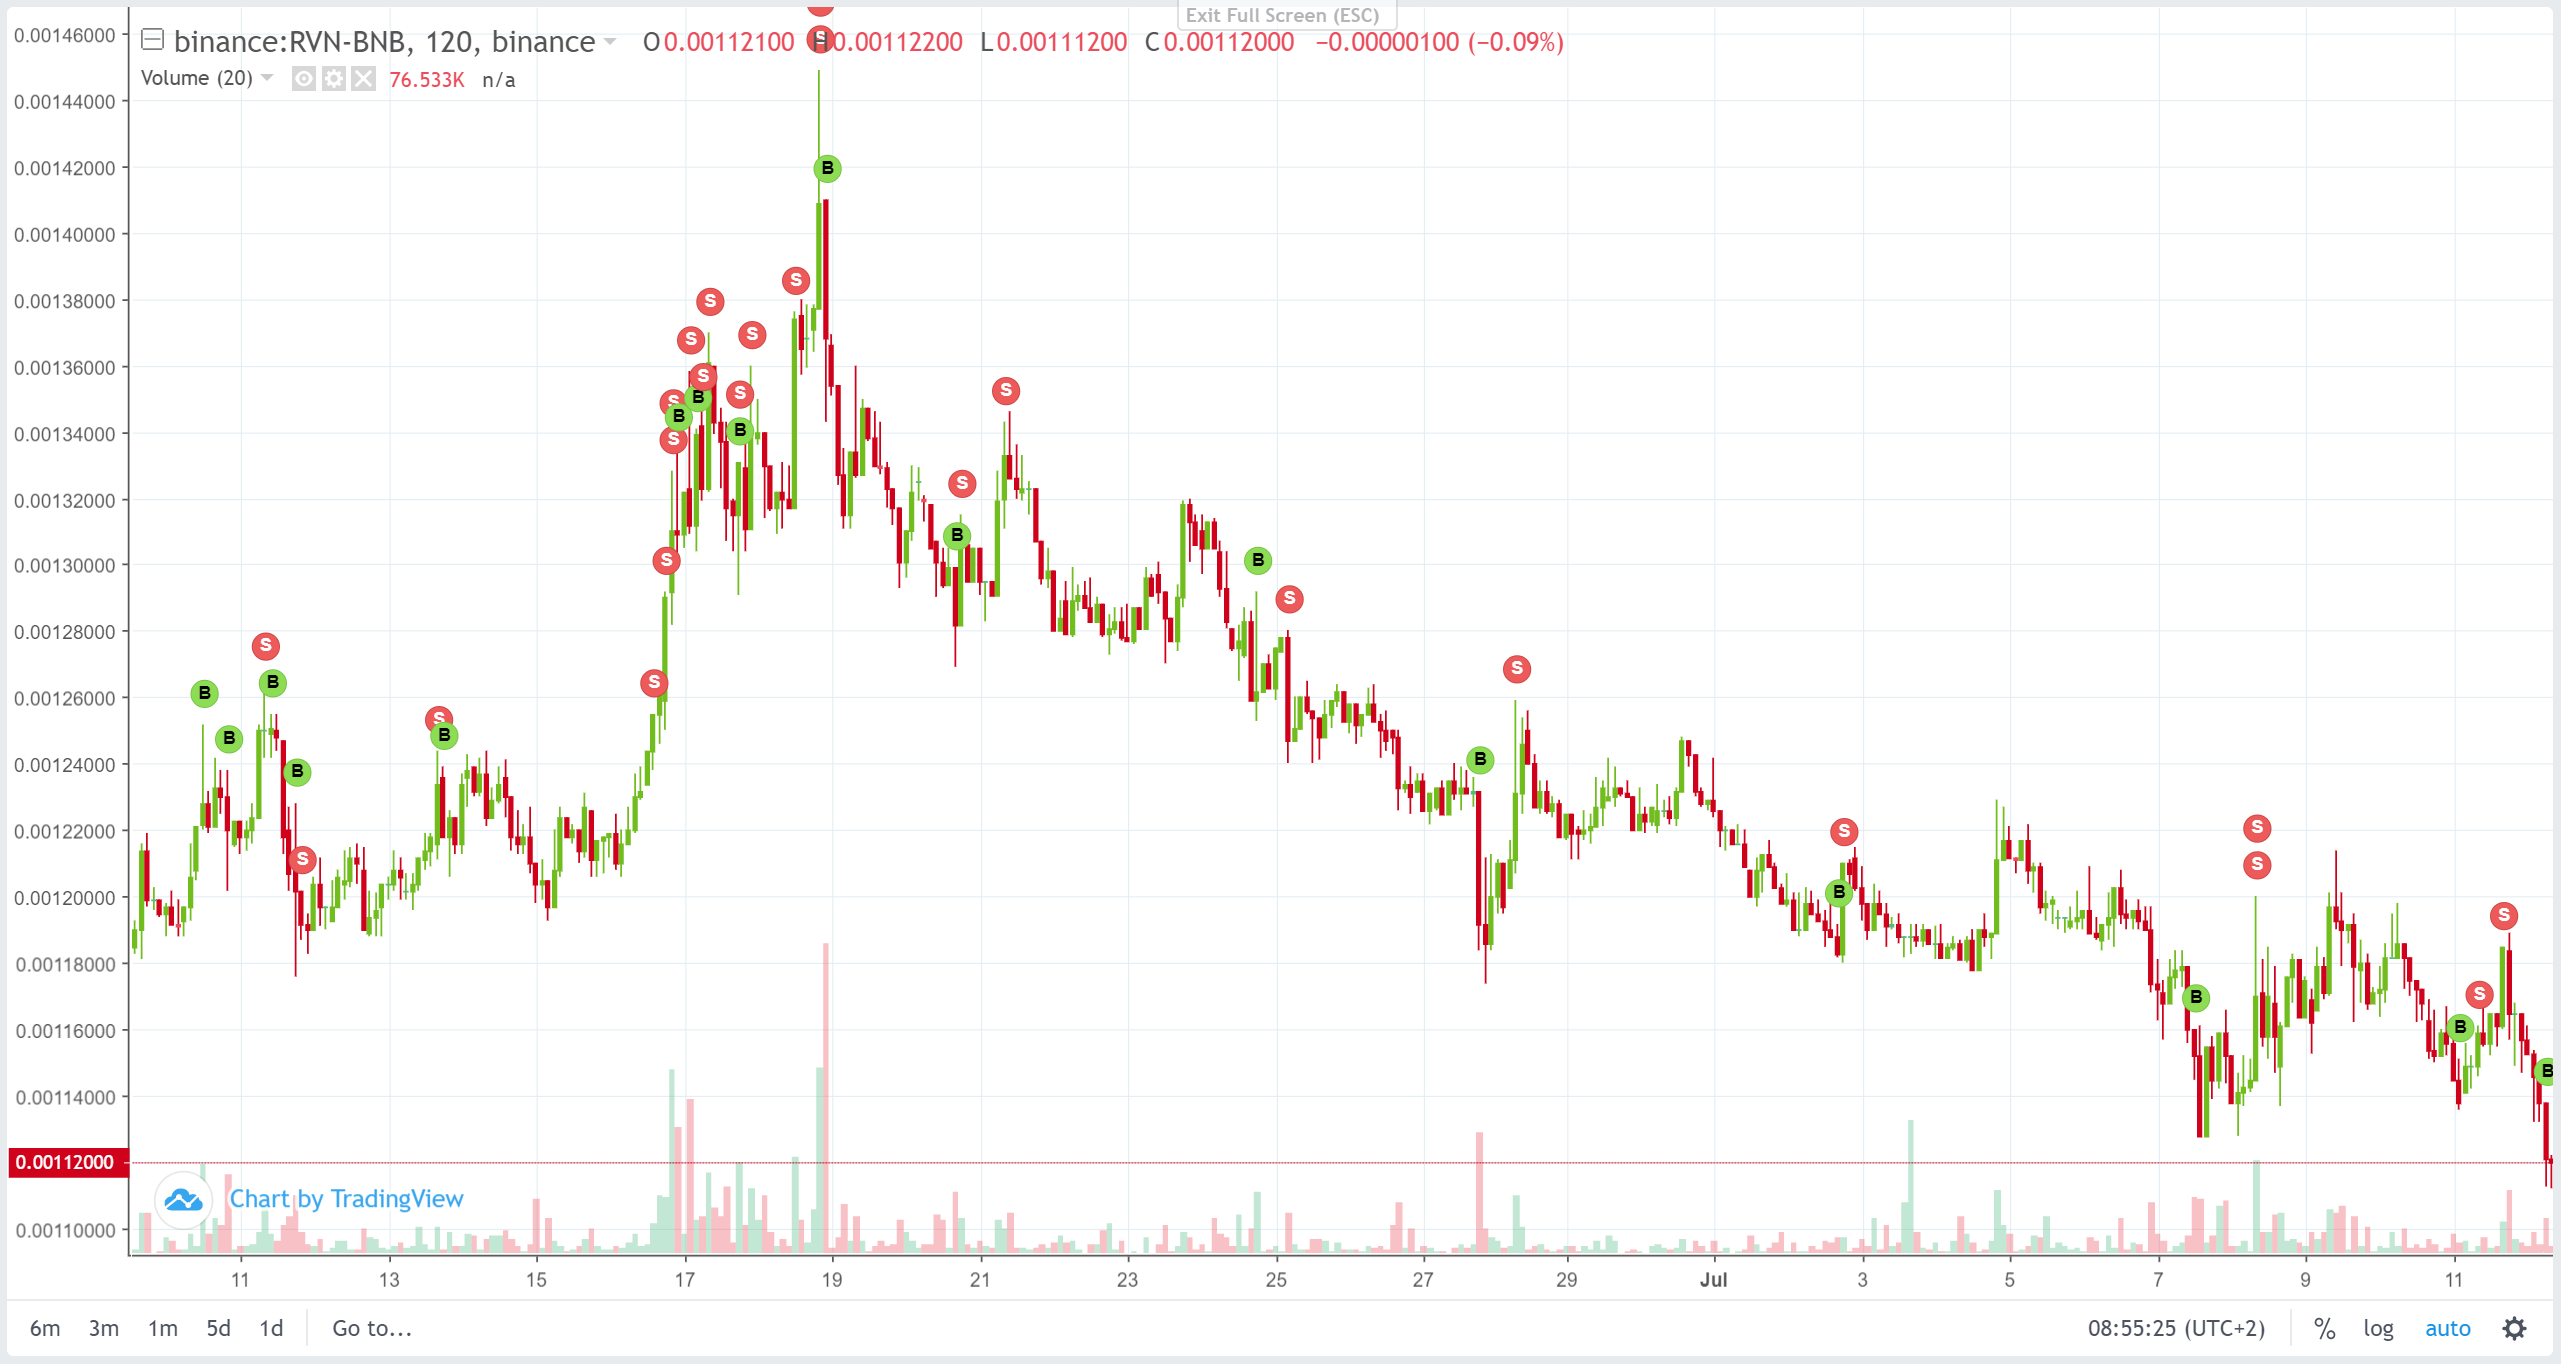 Exit Full Screen (ESC)
binance:RVN-BNB, 120, binance O0.00112100 H0.00112200 L0.00111200 C0.00112000 −0.00000100 (−0.09%)
Volume (20) 76.533K n/a
0.00146000
0.00144000
0.00142000
0.00140000
0.00138000
0.00136000
0.00134000
0.00132000
0.00130000
0.00128000
0.00126000
0.00124000
0.00122000
0.00120000
0.00118000
0.00116000
0.00114000
0.00112000
0.00110000
S
B
S
S
S
S
S
S
S
B
S
B
S
B
S
S
B
S
B
S
B
S
S
B
S
S
B
B
S
B
B
B
S
S
B
S
B
S
S
B
S
B
S
B
Chart by TradingView
11 13 15 17 19 21 23 25 27 29 Jul 3 5 7 9 11
6m 3m 1m 5d 1d Go to... 08:55:25 (UTC+2) % log auto